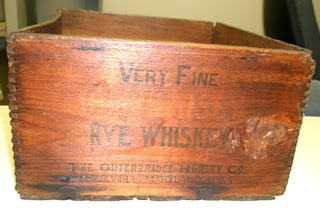 VERY FINE
RYE WHISKEY
THE OUTERBRIDGE HORSEY CO.